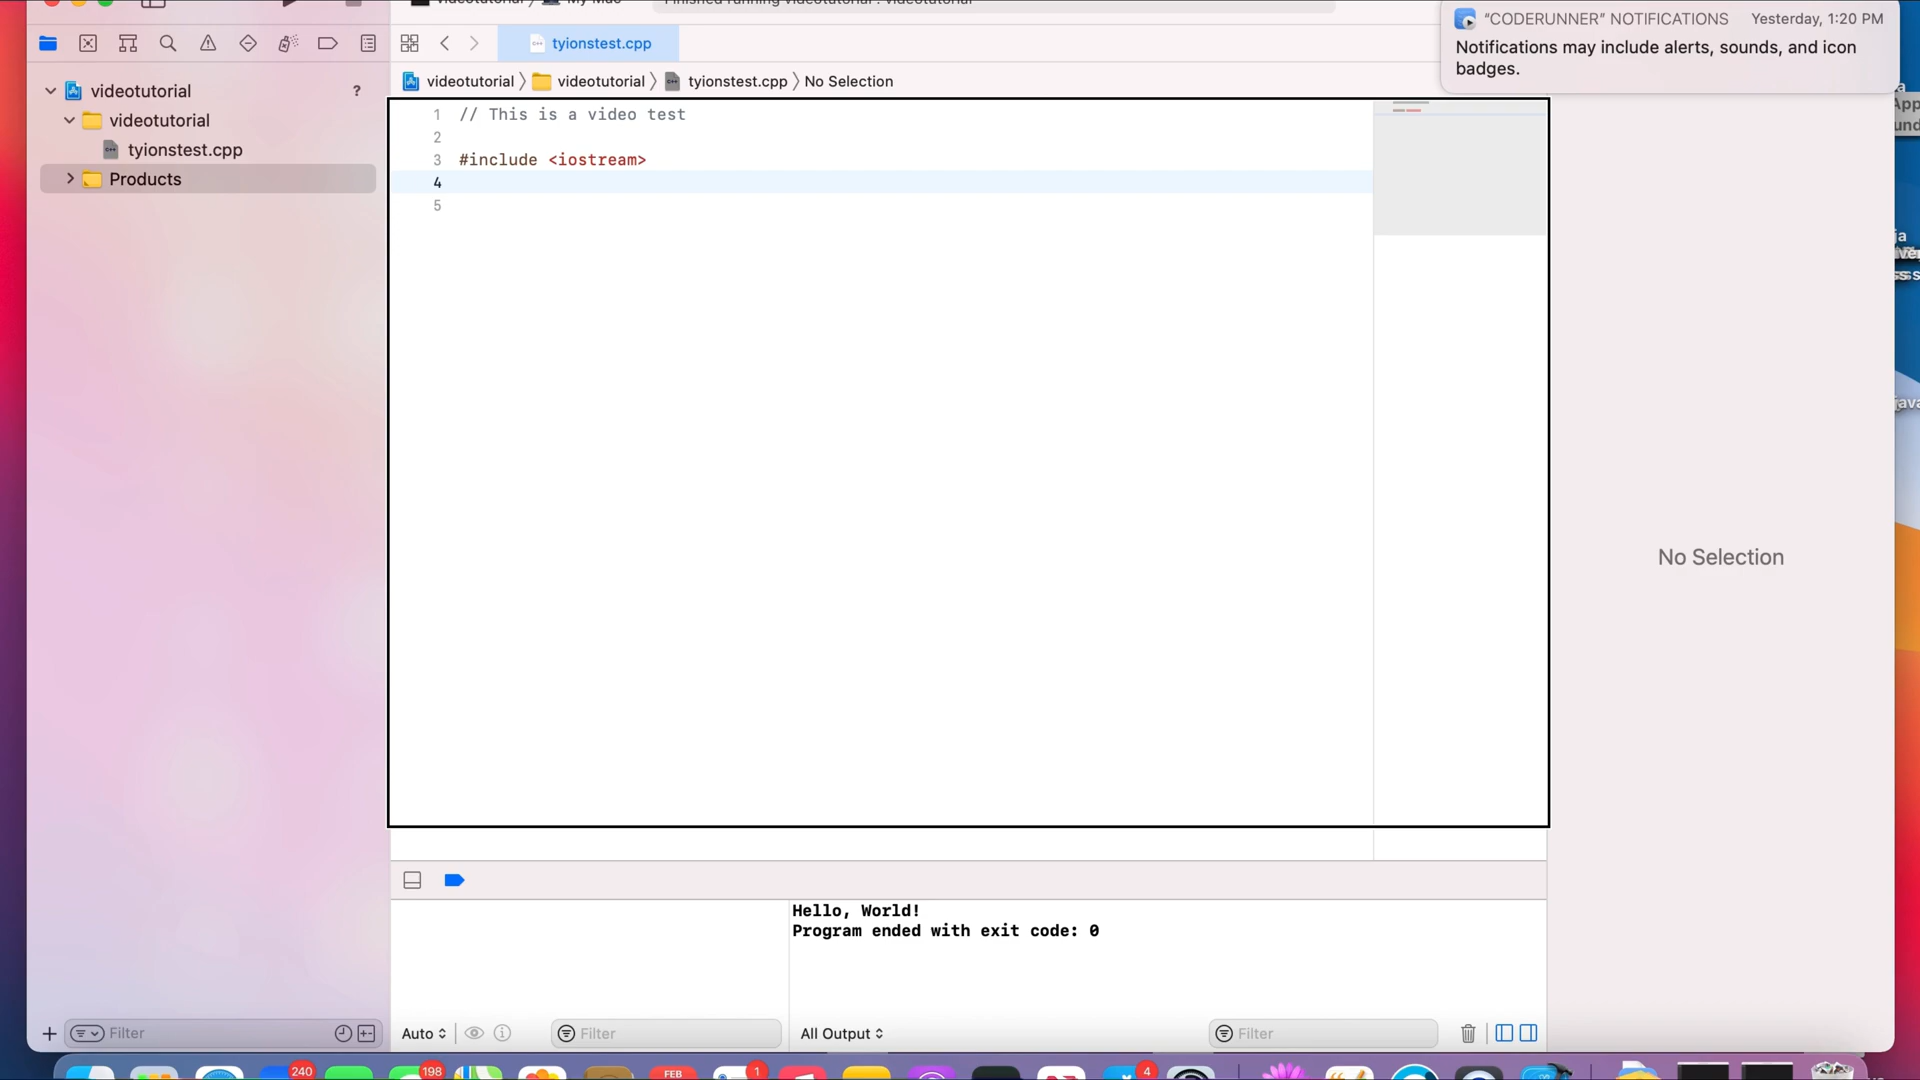 "CODERUNNER" NOTIFICATIONS Yesterday, 1:20 PM
Notifications may include alerts, sounds, and icon
badges.
tyionstest.cpp
videotutorial videotutorial tyionstest.cpp No Selection
videotutorial ?
videotutorial
tyionstest.cpp
Products
1 // This is a video test
2
3 #include <iostream>
4
5
No Selection
Hello, World!
Program ended with exit code: 0
Filter
Auto
Filter
All Output
Filter
240
198
FEB
1
4